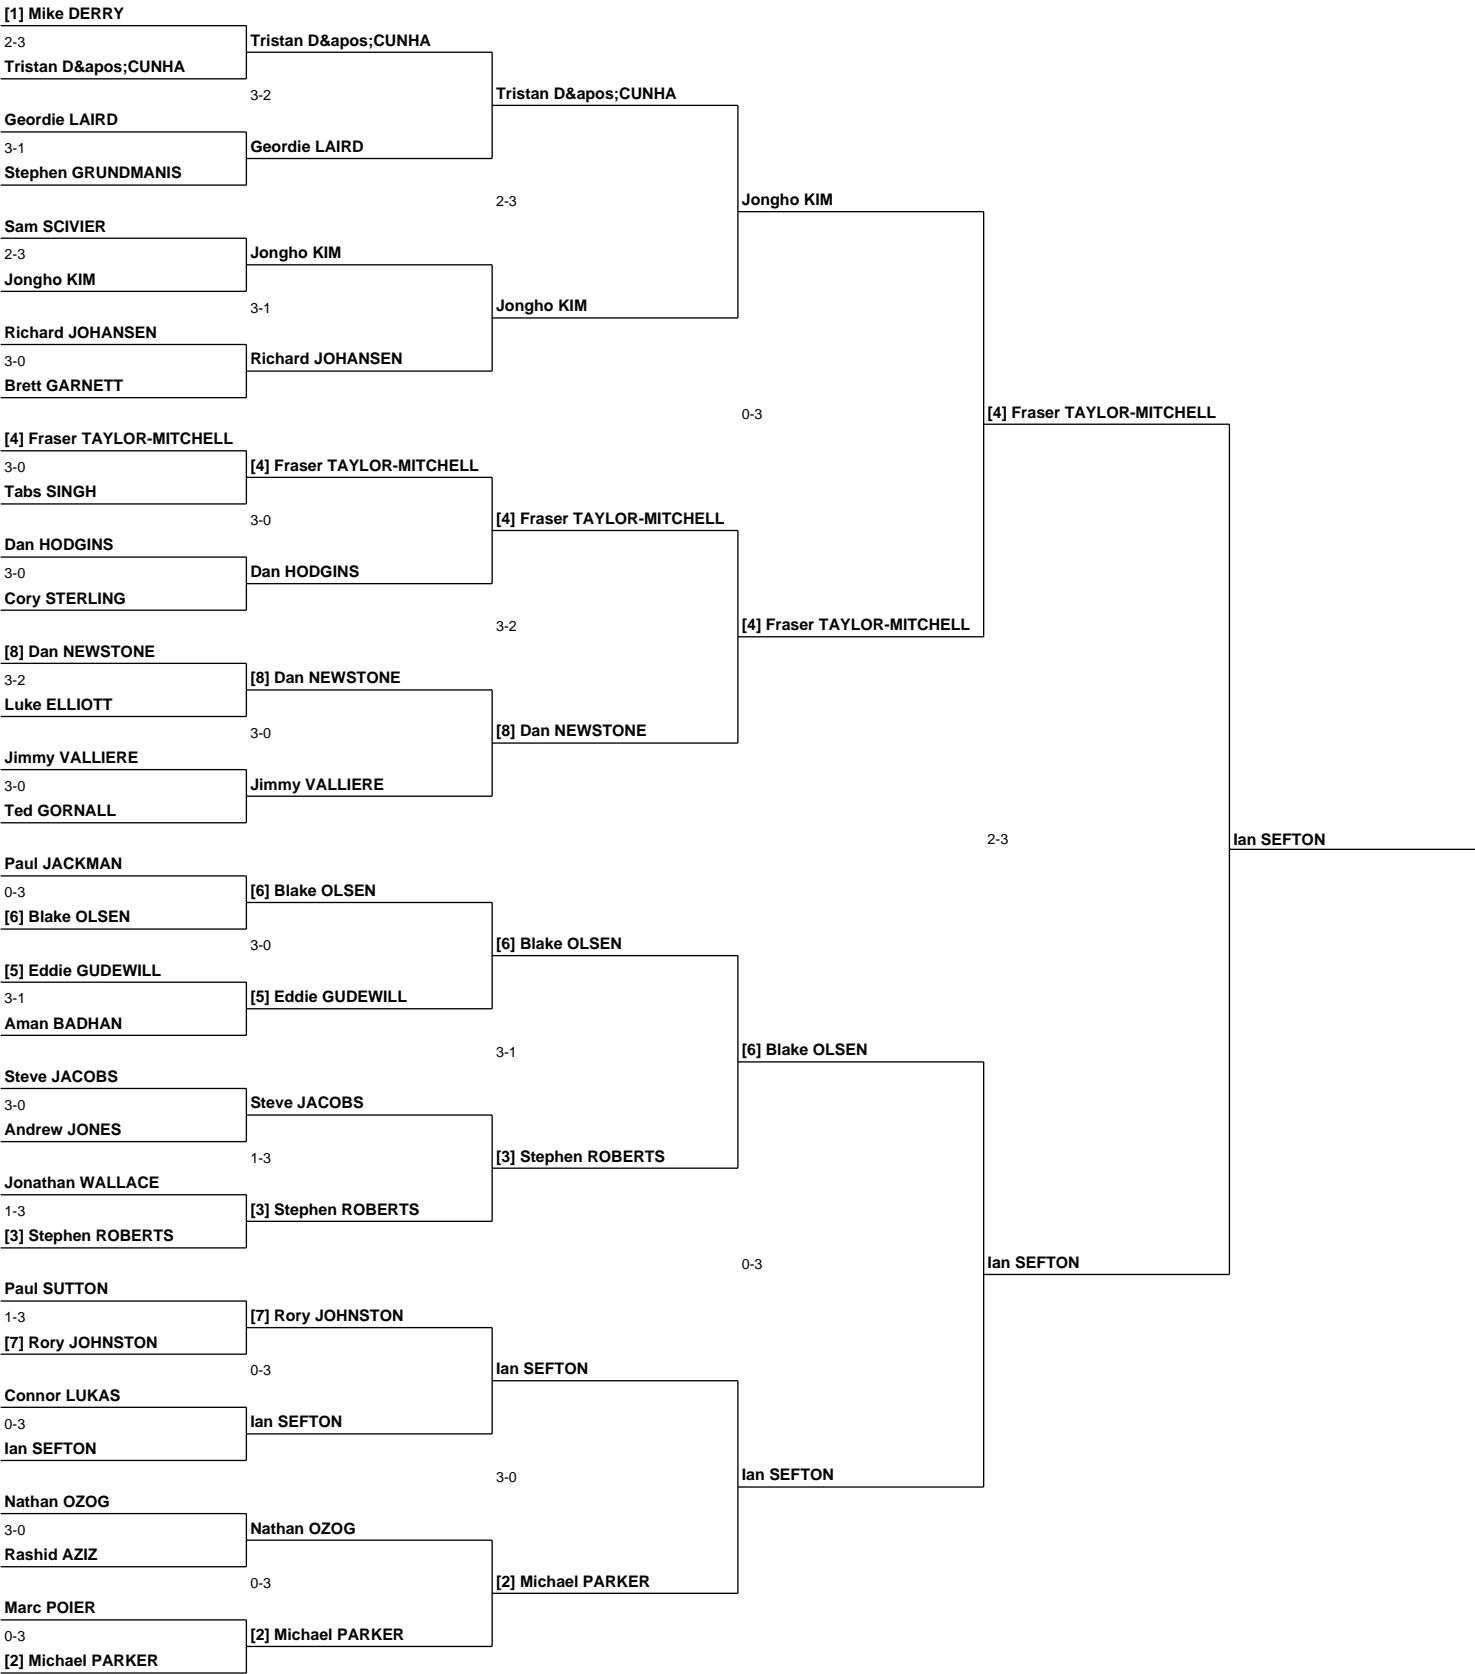 [1] Mike DERRY
2-3
Tristan D&apos;CUNHA
Geordie LAIRD
3-1
Stephen GRUNDMANIS
Sam SCIVIER
2-3
Jongho KIM
Richard JOHANSEN
3-0
Brett GARNETT
[4] Fraser TAYLOR-MITCHELL
3-0
Tabs SINGH
Dan HODGINS
3-0
Cory STERLING
[8] Dan NEWSTONE
3-2
Luke ELLIOTT
Jimmy VALLIERE
3-0
Ted GORNALL
Paul JACKMAN
0-3
[6] Blake OLSEN
[5] Eddie GUDEWILL
3-1
Aman BADHAN
Steve JACOBS
3-0
Andrew JONES
Jonathan WALLACE
1-3
[3] Stephen ROBERTS
Paul SUTTON
1-3
[7] Rory JOHNSTON
Connor LUKAS
0-3
Ian SEFTON
Nathan OZOG
3-0
Rashid AZIZ
Marc POIER
0-3
[2] Michael PARKER
Tristan D&apos;CUNHA
3-2
Geordie LAIRD
Jongho KIM
3-1
Richard JOHANSEN
[4] Fraser TAYLOR-MITCHELL
3-0
Dan HODGINS
[8] Dan NEWSTONE
3-0
Jimmy VALLIERE
[6] Blake OLSEN
3-0
[5] Eddie GUDEWILL
Steve JACOBS
1-3
[3] Stephen ROBERTS
[7] Rory JOHNSTON
0-3
Ian SEFTON
Nathan OZOG
0-3
[2] Michael PARKER
Tristan D&apos;CUNHA
2-3
Jongho KIM
[4] Fraser TAYLOR-MITCHELL
3-2
[8] Dan NEWSTONE
[6] Blake OLSEN
3-1
[3] Stephen ROBERTS
Ian SEFTON
3-0
[2] Michael PARKER
Jongho KIM
0-3
[4] Fraser TAYLOR-MITCHELL
[6] Blake OLSEN
0-3
Ian SEFTON
[4] Fraser TAYLOR-MITCHELL
2-3
Ian SEFTON
Ian SEFTON